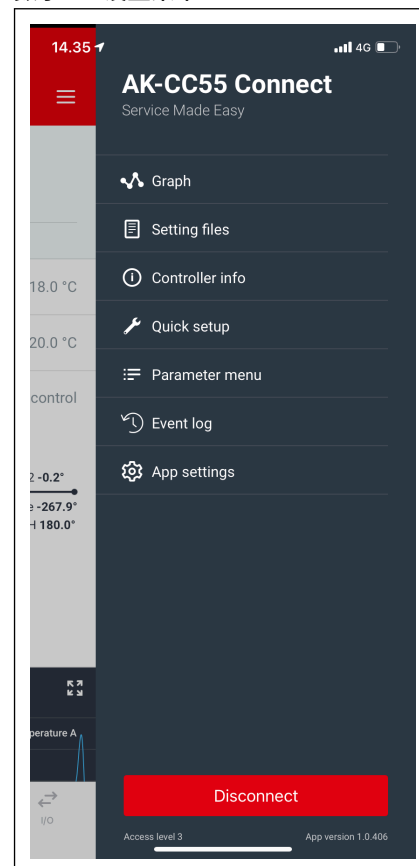 14.35
4G
AK-CC55 Connect
Service Made Easy
Graph
Setting files
Controller info
Quick setup
Parameter menu
Event log
App settings
18.0 °C
20.0 °C
control
2 -0.2°
e -267.9°
H 180.0°
perature A
I/O
Disconnect
Access level 3
App version 1.0.406